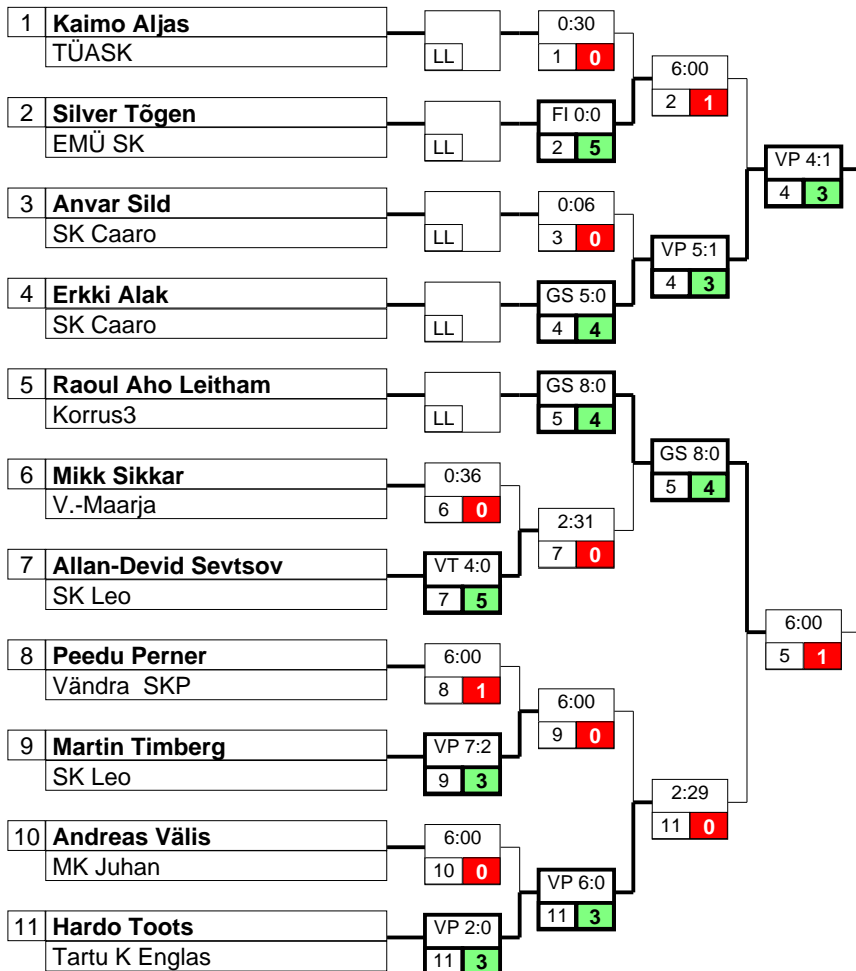 1 Kaimo Aljas
TÜASK
LL
0:30
1 0
6:00
2 1
2 Silver Tõgen
EMÜ SK
LL
FI 0:0
2 5
VP 4:1
4 3
3 Anvar Sild
SK Caaro
LL
0:06
3 0
VP 5:1
4 3
4 Erkki Alak
SK Caaro
LL
GS 5:0
4 4
5 Raoul Aho Leitham
Korrus3
LL
GS 8:0
5 4
GS 8:0
5 4
6 Mikk Sikkar
V.-Maarja
0:36
6 0
2:31
7 0
7 Allan-Devid Sevtsov
SK Leo
VT 4:0
7 5
6:00
5 1
8 Peedu Perner
Vändra SKP
6:00
8 1
6:00
9 0
9 Martin Timberg
SK Leo
VP 7:2
9 3
2:29
11 0
10 Andreas Välis
MK Juhan
6:00
10 0
VP 6:0
11 3
11 Hardo Toots
Tartu K Englas
VP 2:0
11 3